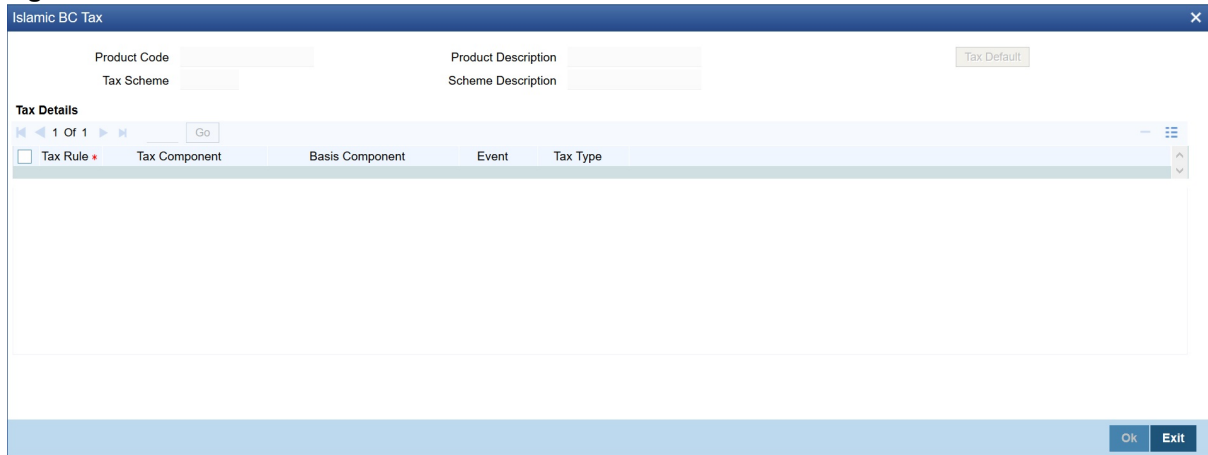 Islamic BC Tax
Product Code Product Description Tax Default
Tax Scheme Scheme Description
Tax Details
1 Of 1 Go
Tax Rule * Tax Component Basis Component Event Tax Type
Ok Exit